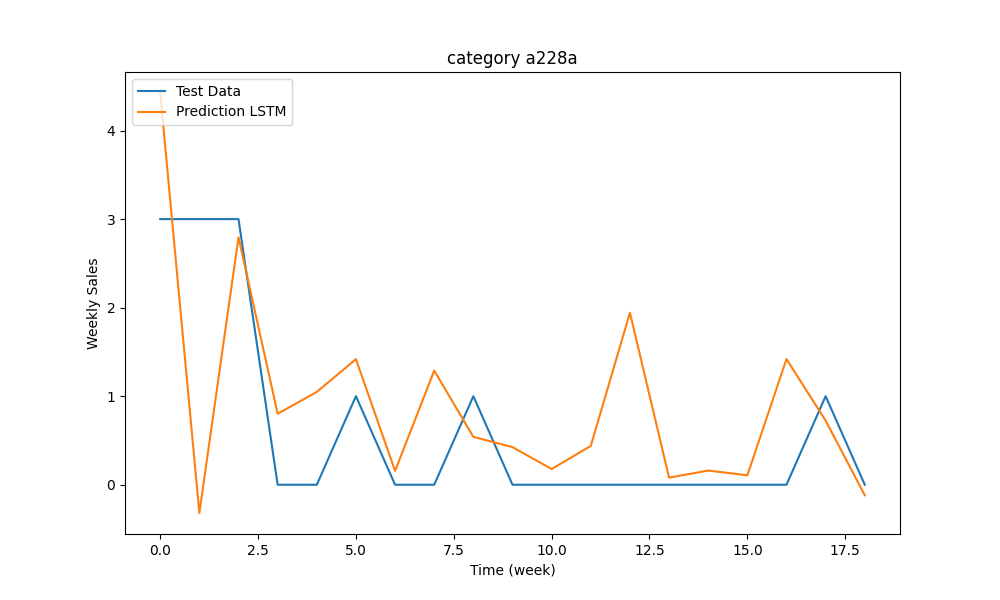 category a228a
Test Data
Prediction LSTM
Weekly Sales
4
3
2
1
0
0.0 2.5 5.0 7.5 10.0 12.5 15.0 17.5
Time (week)